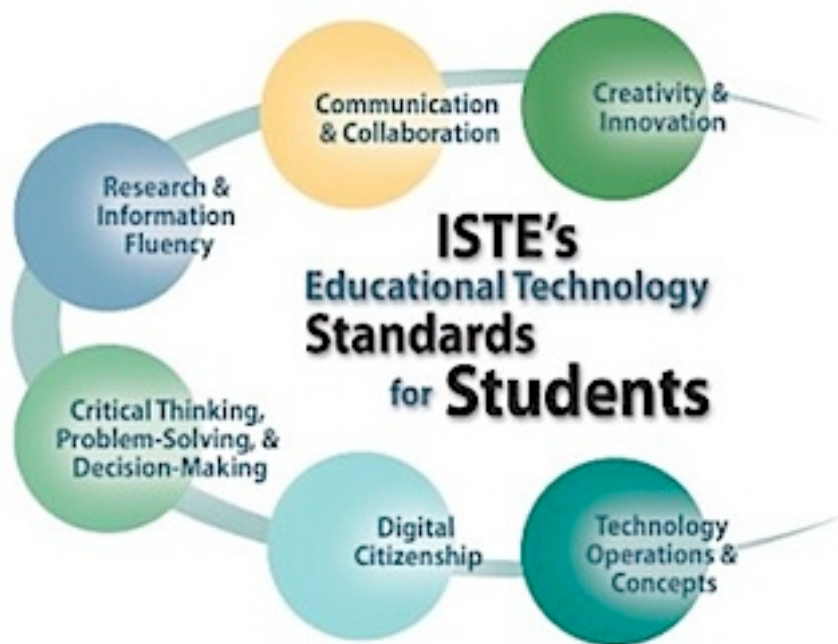 Communication
& Collaboration
Creativity &
Innovation
Research &
Information
Fluency
ISTE's
Educational Technology
Standards
for Students
Critical Thinking,
Problem-Solving, &
Decision-Making
Digital
Citizenship
Technology
Operations &
Concepts